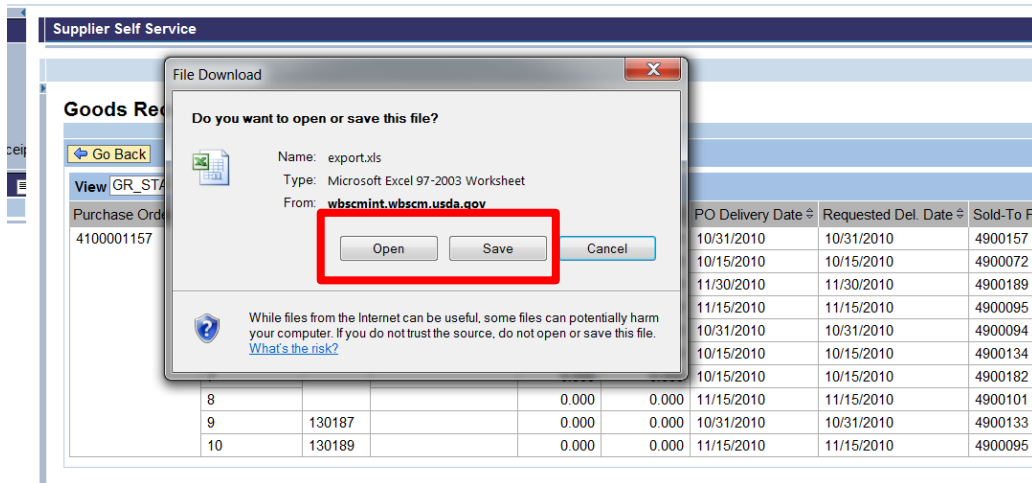 Supplier Self Service
File Download
Do you want to open or save this file?
Goods Rec
Name: export.xls
Go Back
Type: Microsoft Excel 97-2003 Worksheet
View GR_STA
From: wbscmint.wbscm.usda.gov
Purchase Orde PO Delivery Date Requested Del. Date Sold-To P
Open Save Cancel
4100001157 10/31/2010 10/31/2010 4900157
10/15/2010 10/15/2010 4900072
11/30/2010 11/30/2010 4900189
While files from the Internet can be useful, some files can potentially harm
your computer. If you do not trust the source, do not open or save this file.
What's the risk?
11/15/2010 11/15/2010 4900095
10/31/2010 10/31/2010 4900094
10/15/2010 10/15/2010 4900134
10/15/2010 10/15/2010 4900182
8 0.000 0.000 11/15/2010 11/15/2010 4900101
9 130187 0.000 0.000 10/31/2010 10/31/2010 4900133
10 130189 0.000 0.000 11/15/2010 11/15/2010 4900095